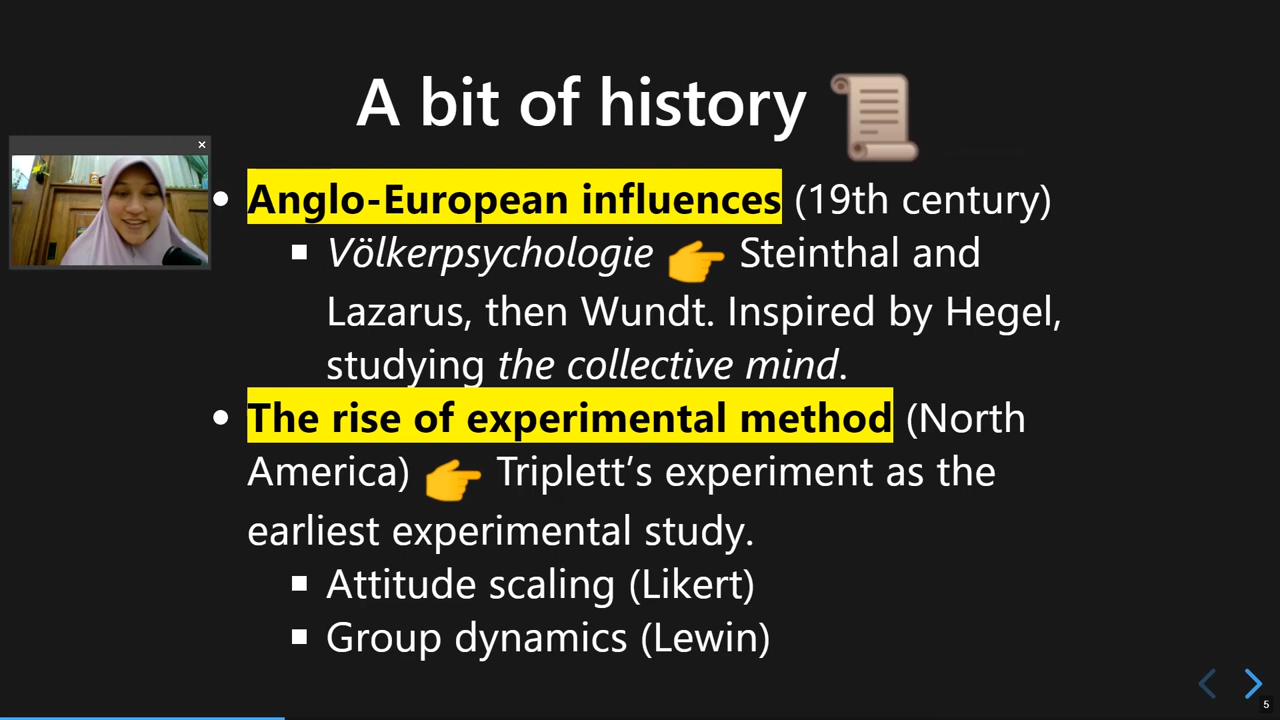 A bit of history
Anglo-European influences (19th century)
Völkerpsychologie 👉 Steinthal and
Lazarus, then Wundt. Inspired by Hegel,
studying the collective mind.
The rise of experimental method (North
America) 👉 Triplett’s experiment as the
earliest experimental study.
Attitude scaling (Likert)
Group dynamics (Lewin)
5